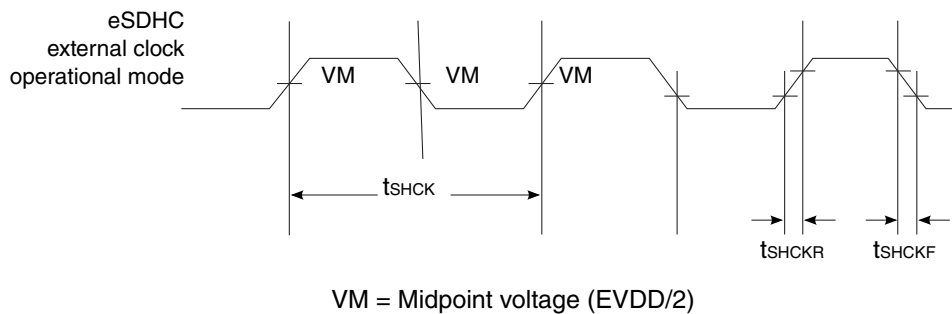 eSDHC
external clock
operational mode
VM
VM
VM
tSHCK
tSHCKR
tSHCKF
VM = Midpoint voltage (EVDD/2)